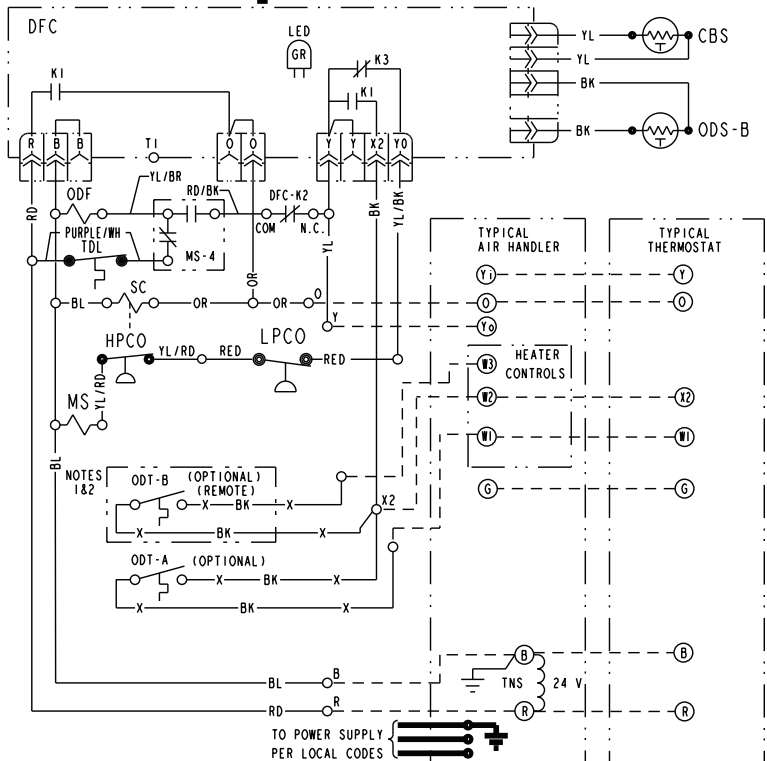 DFC
LED
GR
K1
K3
K1
YL
CBS
YL
BK
BK
ODS-B
R B B
T1
O O
Y Y X2 YO
YL/BR
RD/BK
ODF
DFC-K2
COM
N.C.
RD
PURPLE/WH
TDL
MS-4
OR
YL
BK
YL/BK
SC
BL
OR
OR
O
Y
HPCO
LPCO
YL/RD
RED
RED
YL/RD
MS
BL
NOTES
1&2
ODT-B
(OPTIONAL)
(REMOTE)
X BK X
X BK X
X2
ODT-A (OPTIONAL)
X BK X
X BK X
TYPICAL
AIR HANDLER
TYPICAL
THERMOSTAT
Yi Y
O O
Yo
HEATER
CONTROLS
W3
W2 X2
W1 W1
G G
B B
TNS 24 V
R R
BL B
RD R
TO POWER SUPPLY
PER LOCAL CODES